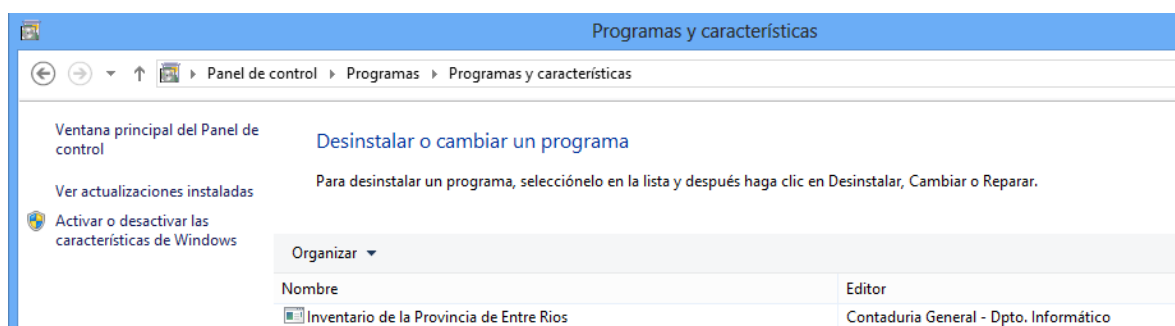 Programas y características
Panel de control Programas Programas y características
Ventana principal del Panel de
control
Ver actualizaciones instaladas
Activar o desactivar las
características de Windows
Desinstalar o cambiar un programa
Para desinstalar un programa, selecciónelo en la lista y después haga clic en Desinstalar, Cambiar o Reparar.
Organizar
Nombre Editor
Inventario de la Provincia de Entre Rios Contaduria General - Dpto. Informático